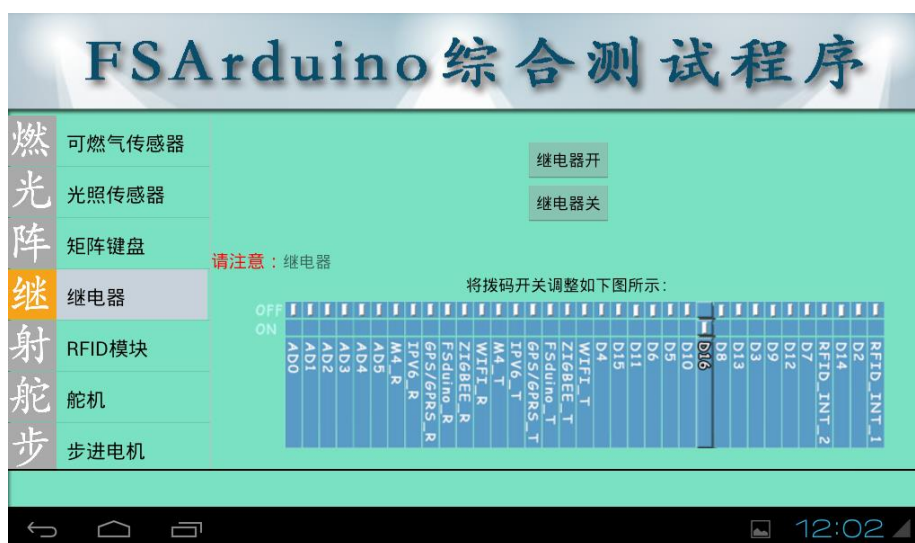 FSArduino综合测试程序
燃 可燃气传感器
光 光照传感器
阵 矩阵键盘
继 继电器
射 RFID模块
舵 舵机
步 步进电机
继电器开
继电器关
请注意：继电器
将拨码开关调整如下图所示：
OFF
ON
AD0
AD1
AD2
AD3
AD4
AD5
M4_R
IPV6_R
GPS/GPRS_R
FSduino_R
ZIGBEE_R
WIFI_R
M4_T
IPV6_T
GPS/GPRS_T
FSduino_T
ZIGBEE_T
WIFI_T
D4
D15
D11
D6
D5
D10
D16
D8
D13
D3
D9
D12
D7
RFID_INT_2
D14
D2
RFID_INT_1
12:02